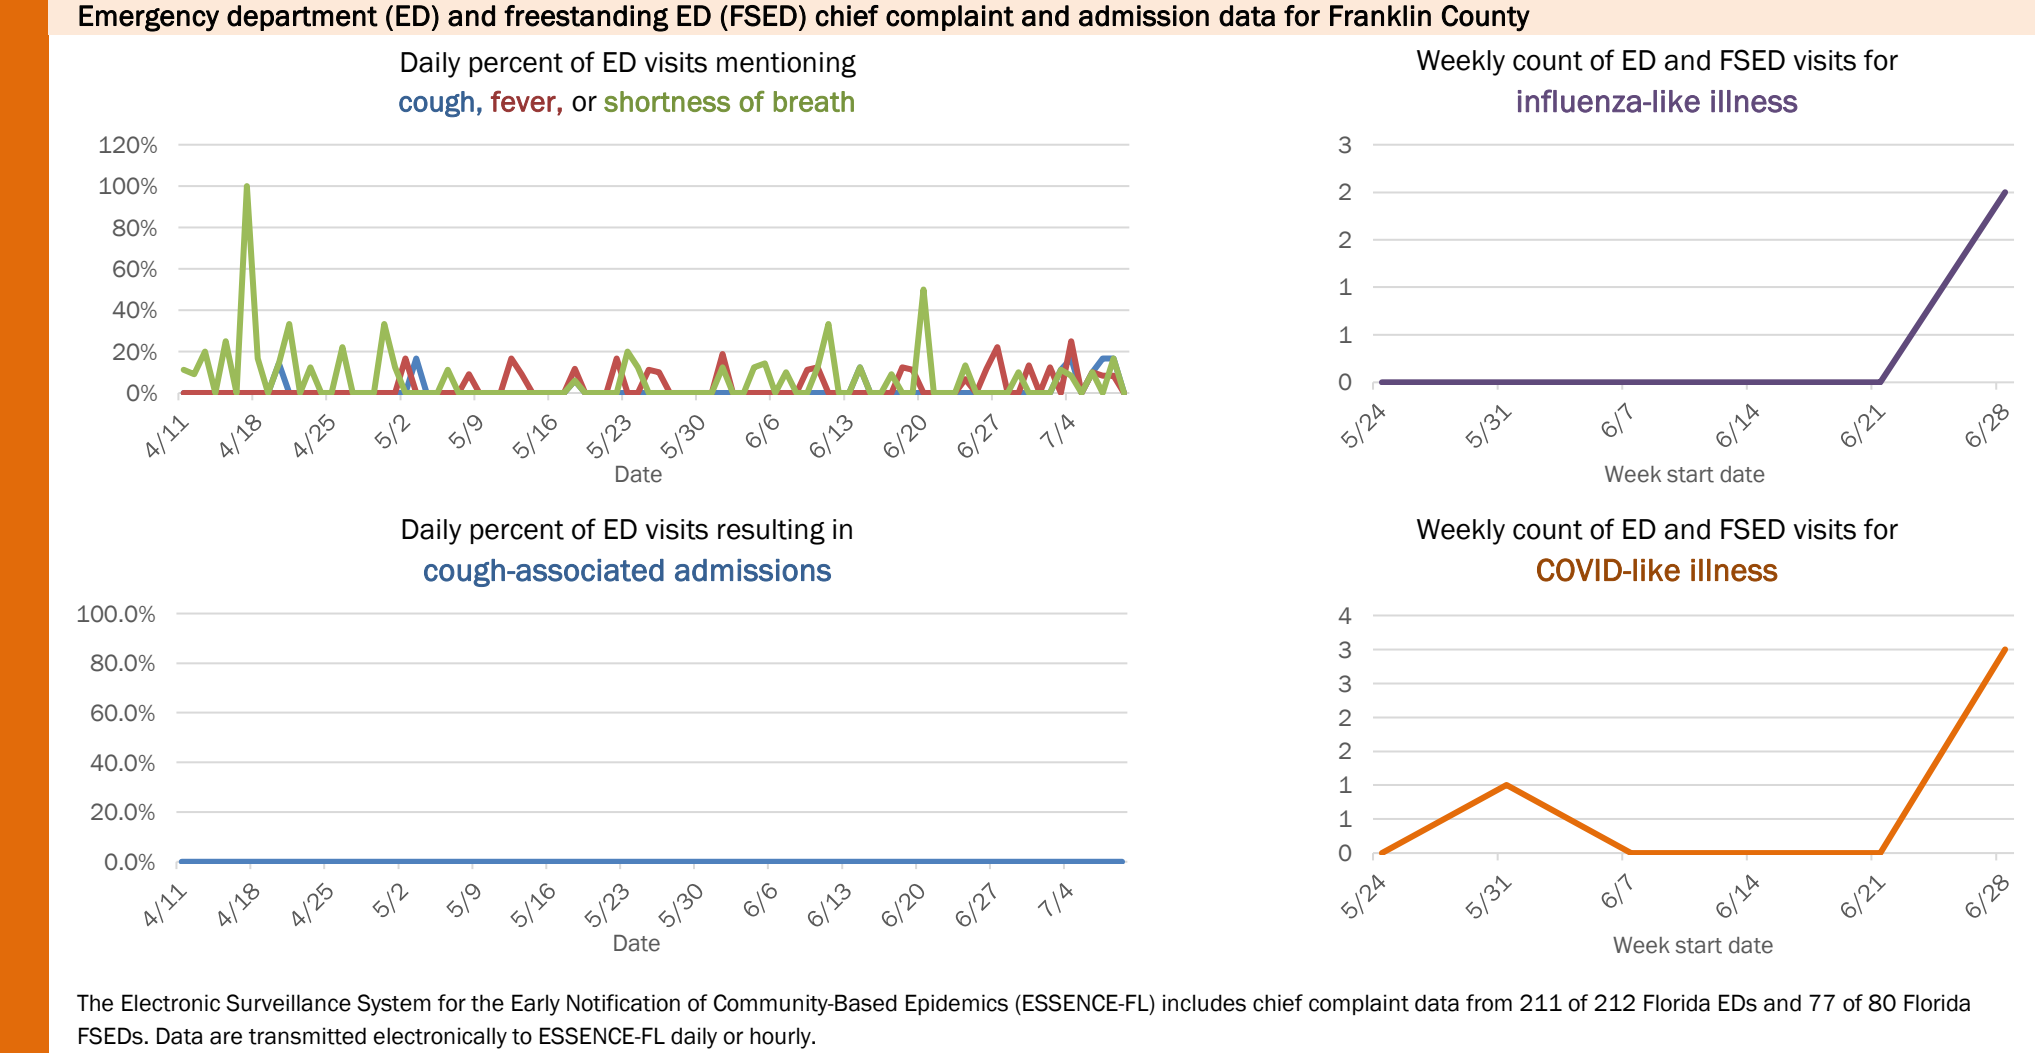 Emergency department (ED) and freestanding ED (FSED) chief complaint and admission data for Franklin County
Daily percent of ED visits mentioning
cough, fever, or shortness of breath
120%
100%
80%
60%
40%
20%
0%
4/11 4/18 4/25 5/2 5/9 5/16 5/23 5/30 6/6 6/13 6/20 6/27 7/4
Date
Weekly count of ED and FSED visits for
influenza-like illness
3
2
2
1
1
0
5/24 5/31 6/7 6/14 6/21 6/28
Week start date
Daily percent of ED visits resulting in
cough-associated admissions
100.0%
80.0%
60.0%
40.0%
20.0%
0.0%
4/11 4/18 4/25 5/2 5/9 5/16 5/23 5/30 6/6 6/13 6/20 6/27 7/4
Date
Weekly count of ED and FSED visits for
COVID-like illness
4
3
3
2
2
1
1
0
5/24 5/31 6/7 6/14 6/21 6/28
Week start date
The Electronic Surveillance System for the Early Notification of Community-Based Epidemics (ESSENCE-FL) includes chief complaint data from 211 of 212 Florida EDs and 77 of 80 Florida
FSEDs. Data are transmitted electronically to ESSENCE-FL daily or hourly.